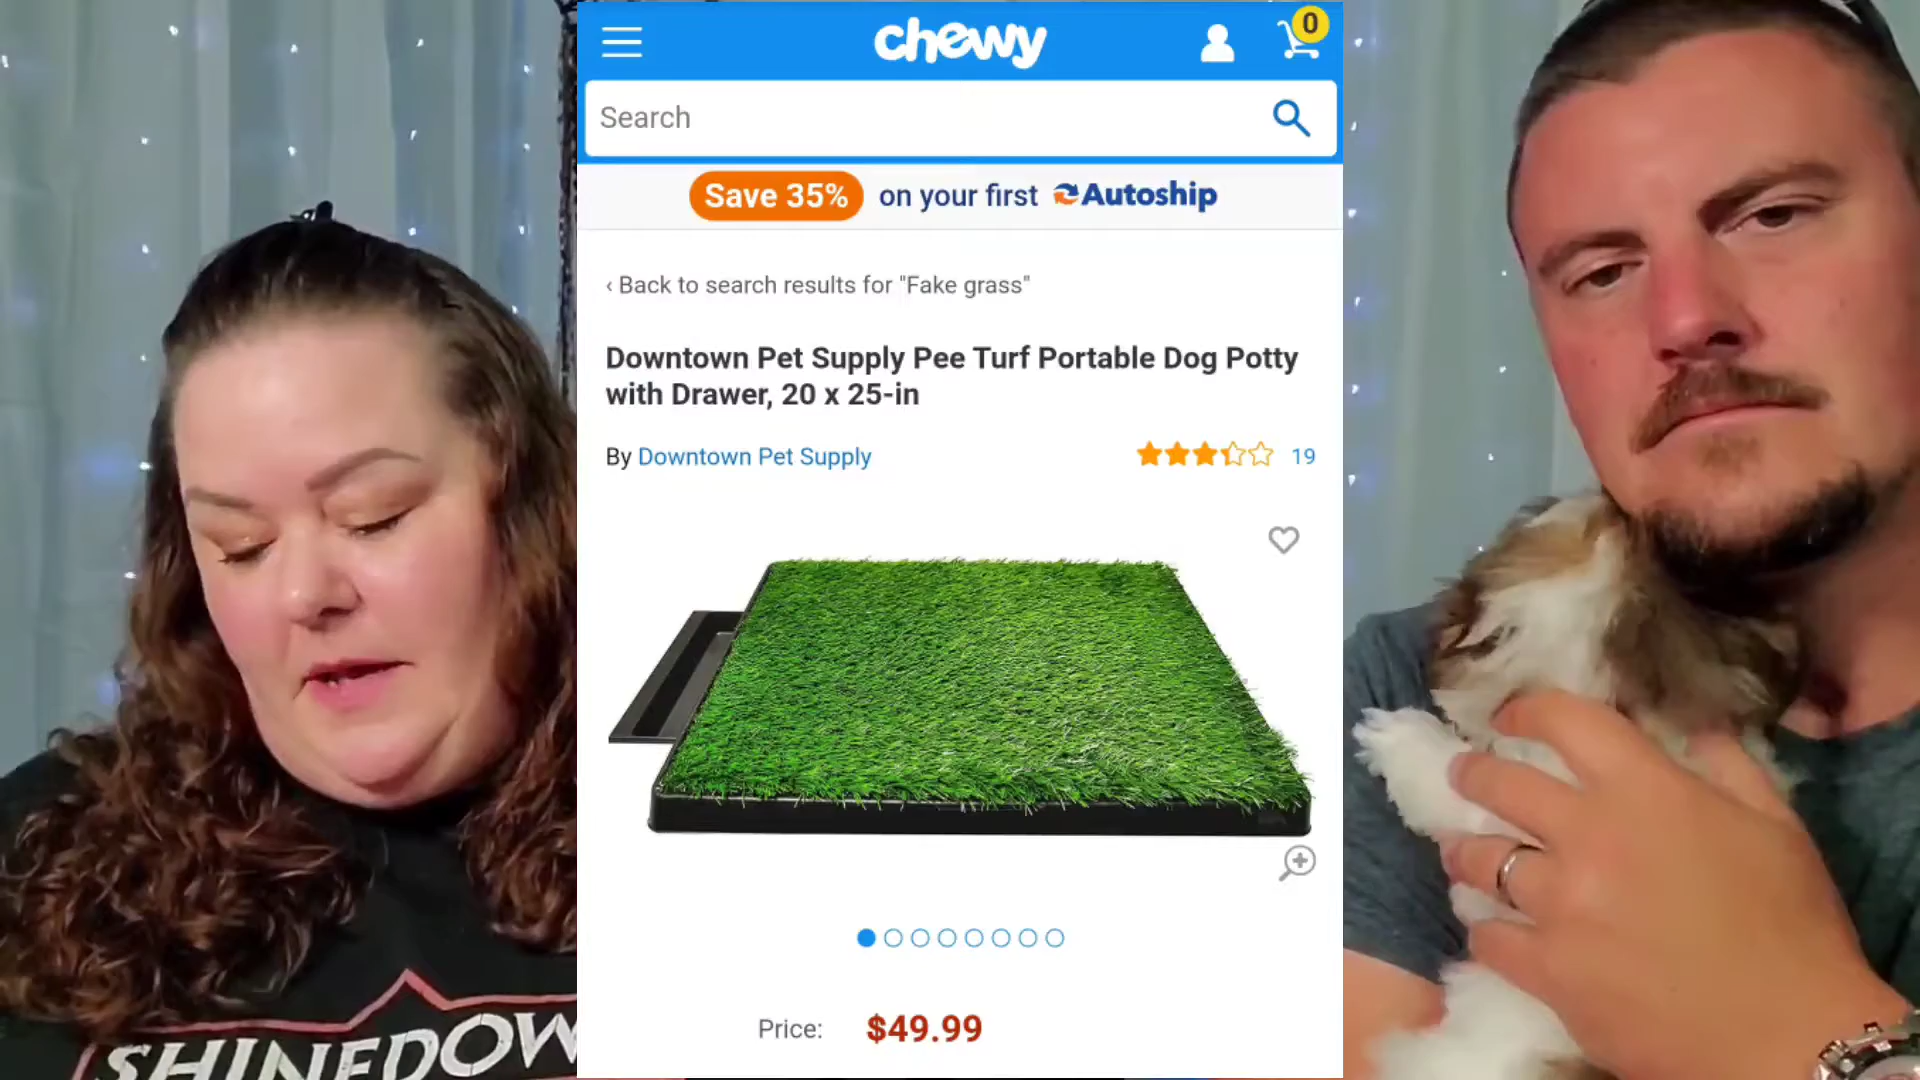 chewy
0
Search
Save 35% on your first Autoship
‹ Back to search results for "Fake grass"
Downtown Pet Supply Pee Turf Portable Dog Potty
with Drawer, 20 x 25-in
By Downtown Pet Supply
19
Price: $49.99
SHINEDOW